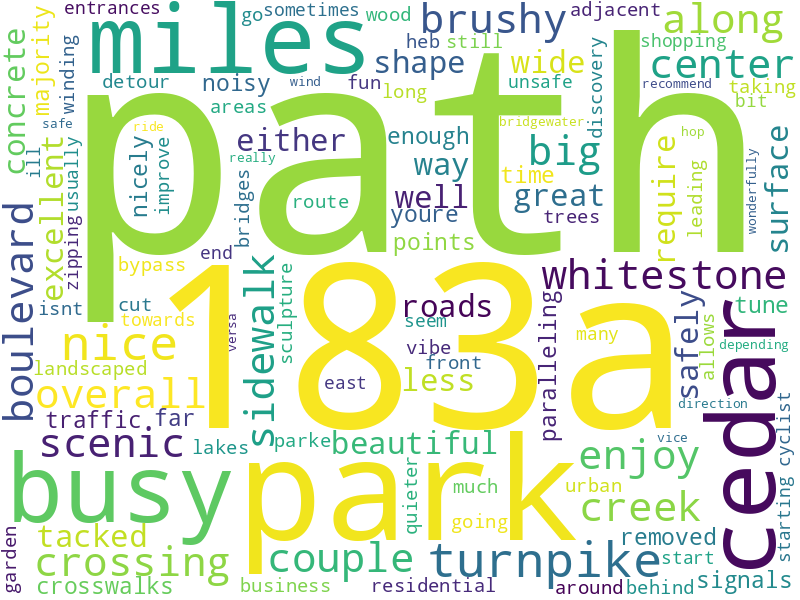 entrances
go
sometimes
wood
adjacent
miles
brushy
along
majority
winding
concrete
detour
noisy
heb
still
shape
fun
long
wind
wide
unsafe
discovery
shopping
center
recommend
taking
bit
areas
safe
ride
path
bridgewater
hop
ill
usually
excellent
zipping
nicely
improve
either
really
enough
way
big
time
great
well
route
bridges
youre
trees
points
require
leading
wonderfully
surface
boulevard
bypass
end
isnt
cut
towards
versa
sidewalk
sculpture
183a
roads
seem
vibe
front
many
whitestone
paralleling
safely
allows
tune
cedar
depending
nice
landscaped
overall
east
less
direction
traffic
far
scenic
lakes
parke
beautiful
enjoy
vice
cyclist
starting
busy
park
quieter
much
going
urban
creek
tacked
crossing
crosswalks
couple
business
turnpike
residential
removed
start
around
behind
signals
garden